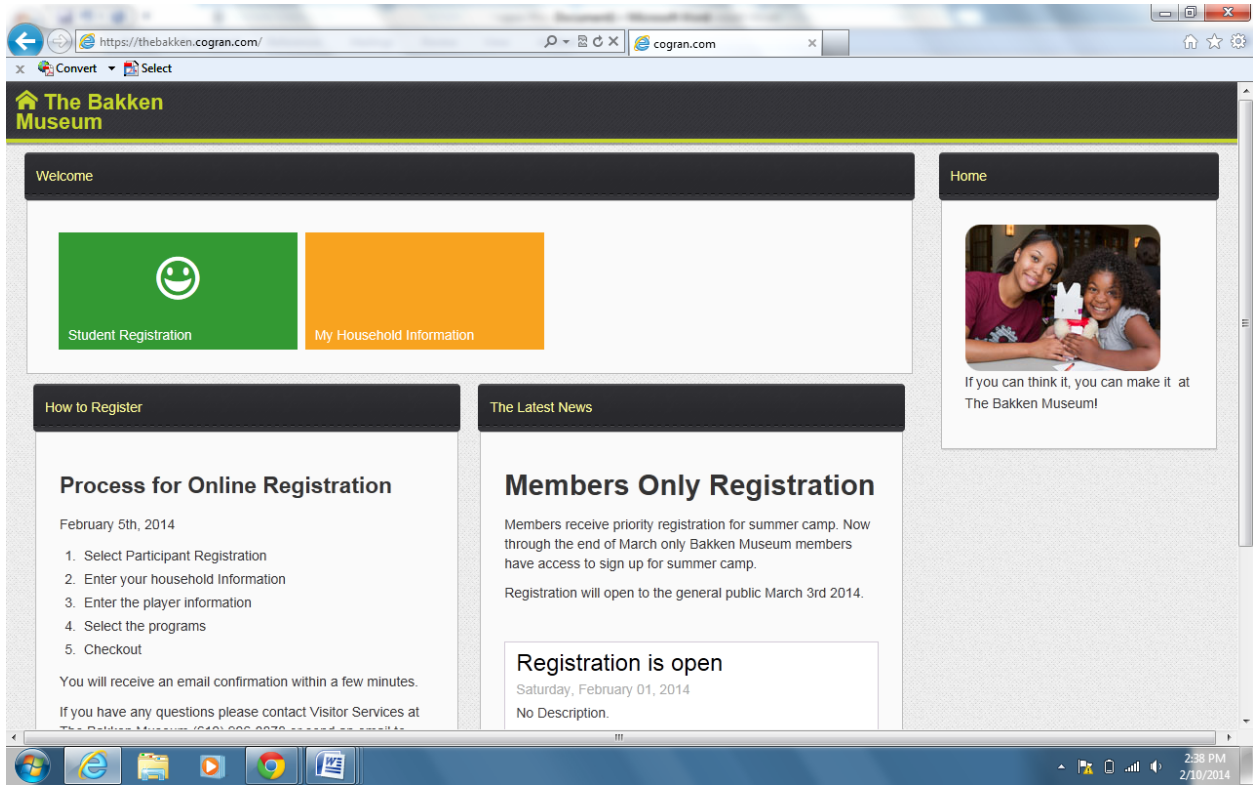 https://thebakken.cogran.com/
cogran.com
Convert
Select
The Bakken
Museum
Welcome
Student Registration
My Household Information
Home
If you can think it, you can make it at
The Bakken Museum!
How to Register
Process for Online Registration
February 5th, 2014
1. Select Participant Registration
2. Enter your household Information
3. Enter the player information
4. Select the programs
5. Checkout
You will receive an email confirmation within a few minutes.
If you have any questions please contact Visitor Services at
The Latest News
Members Only Registration
Members receive priority registration for summer camp. Now
through the end of March only Bakken Museum members
have access to sign up for summer camp.
Registration will open to the general public March 3rd 2014.
Registration is open
Saturday, February 01, 2014
No Description.
2:38 PM
2/10/2014